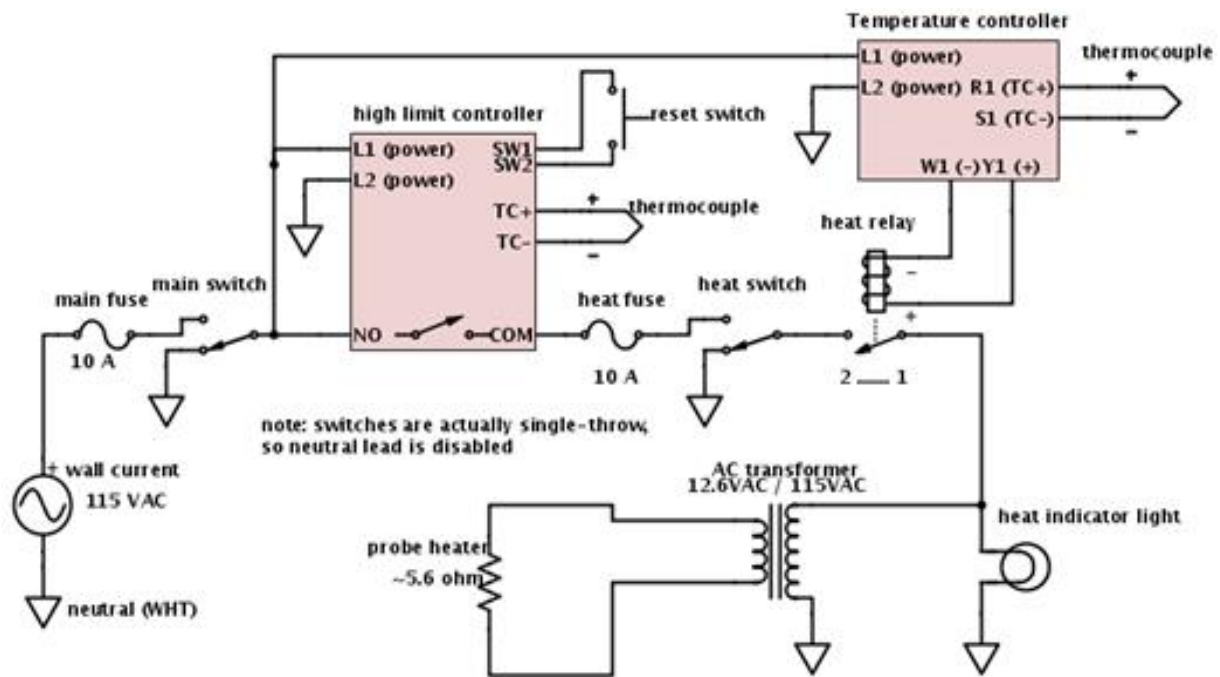 Temperature controller
L1 (power)
thermocouple
+
L2 (power)
R1 (TC+)
S1 (TC-)
−
W1 (-)
Y1 (+)
high limit controller
reset switch
L1 (power)
SW1
SW2
L2 (power)
TC+
+
thermocouple
TC-
−
heat relay
−
+
main fuse
main switch
heat fuse
heat switch
NO
COM
10 A
10 A
2 __ 1
note: switches are actually single-throw,
so neutral lead is disabled
+ wall current
115 VAC
AC transformer
12.6VAC / 115VAC
heat indicator light
probe heater
~5.6 ohm
neutral (WHT)